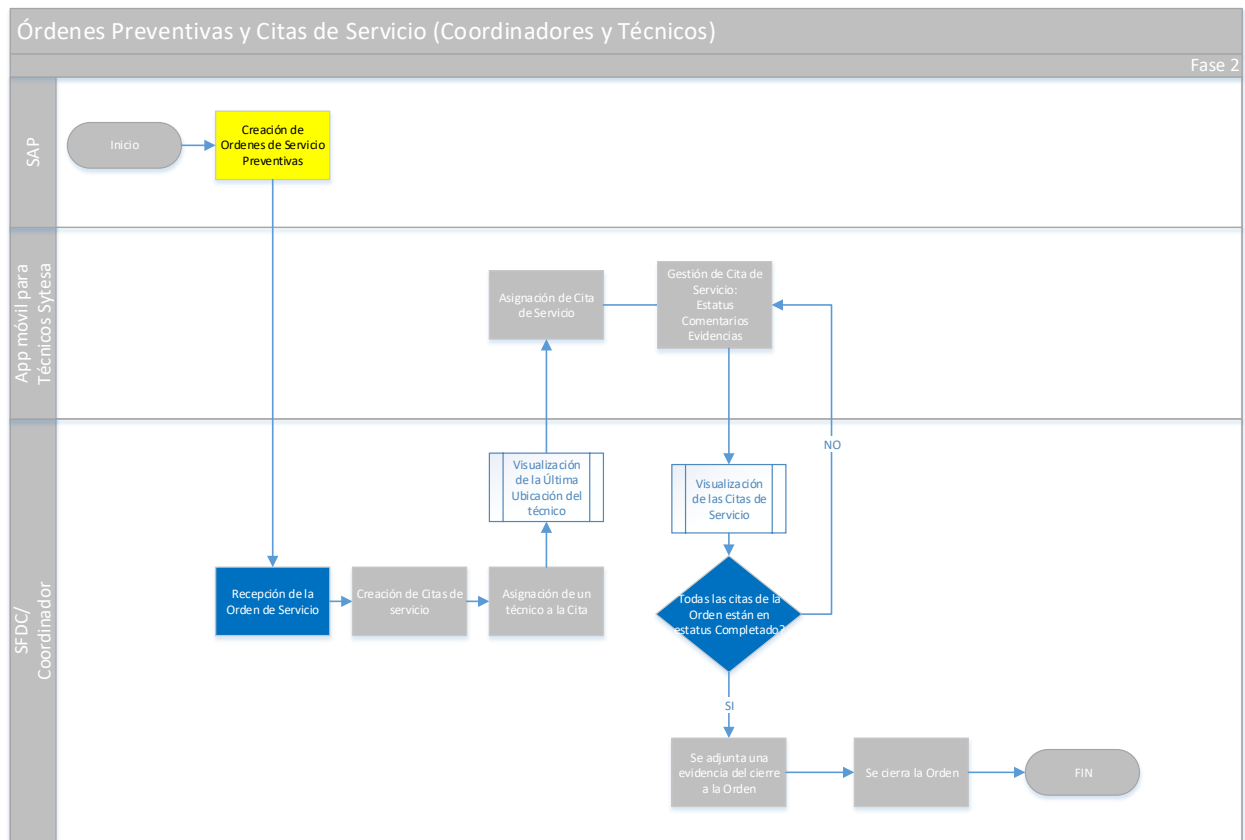 Órdenes Preventivas y Citas de Servicio (Coordinadores y Técnicos)
Fase 2
SAP
Inicio
Creación de
Ordenes de Servicio
Preventivas
App móvil para
Técnicos Sytesa
Asignación de Cita
de Servicio
Gestión de Cita de
Servicio:
Estatus
Comentarios
Evidencias
NO
SFDC/
Coordinador
Visualización
de la Última
Ubicación del
técnico
Visualización
de las Citas de
Servicio
Recepción de la
Orden de Servicio
Creación de Citas de
servicio
Asignación de un
técnico a la Cita
Todas las citas de la
Orden están en
estatus Completado?
SI
Se adjunta una
evidencia del cierre
a la Orden
Se cierra la Orden
FIN